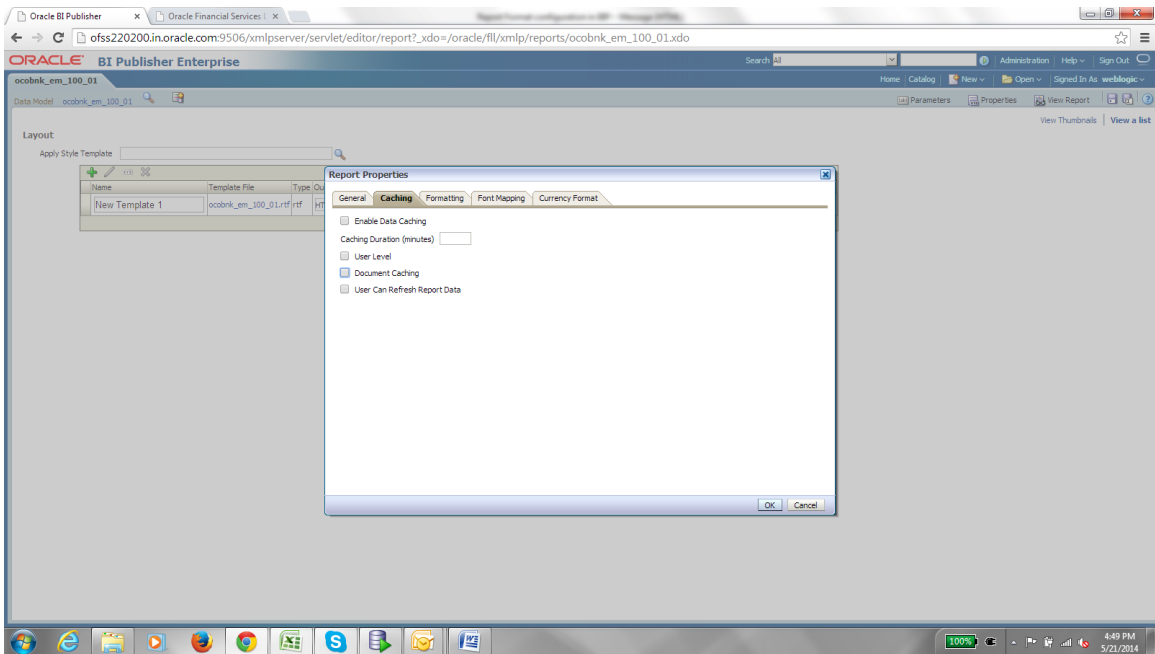 Oracle BI Publisher
Oracle Financial Services L
ofss220200.in.oracle.com:9506/xmlpserver/servlet/editor/report?_xdo=/oracle/fll/xmlp/reports/ocobnk_em_100_01.xdo
ORACLE BI Publisher Enterprise
Search All
Administration Help Sign Out
ocobnk_em_100_01
Home Catalog New Open Signed In As weblogic
Data Model ocobnk_em_100_01
Parameters Properties View Report
View Thumbnails View a list
Layout
Apply Style Template
Name Template File Type Ou
New Template 1 ocobnk_em_100_01.rtf rtf HT
Report Properties
General Caching Formatting Font Mapping Currency Format
Enable Data Caching
Caching Duration (minutes)
User Level
Document Caching
User Can Refresh Report Data
OK Cancel
100%
4:49 PM
5/21/2014